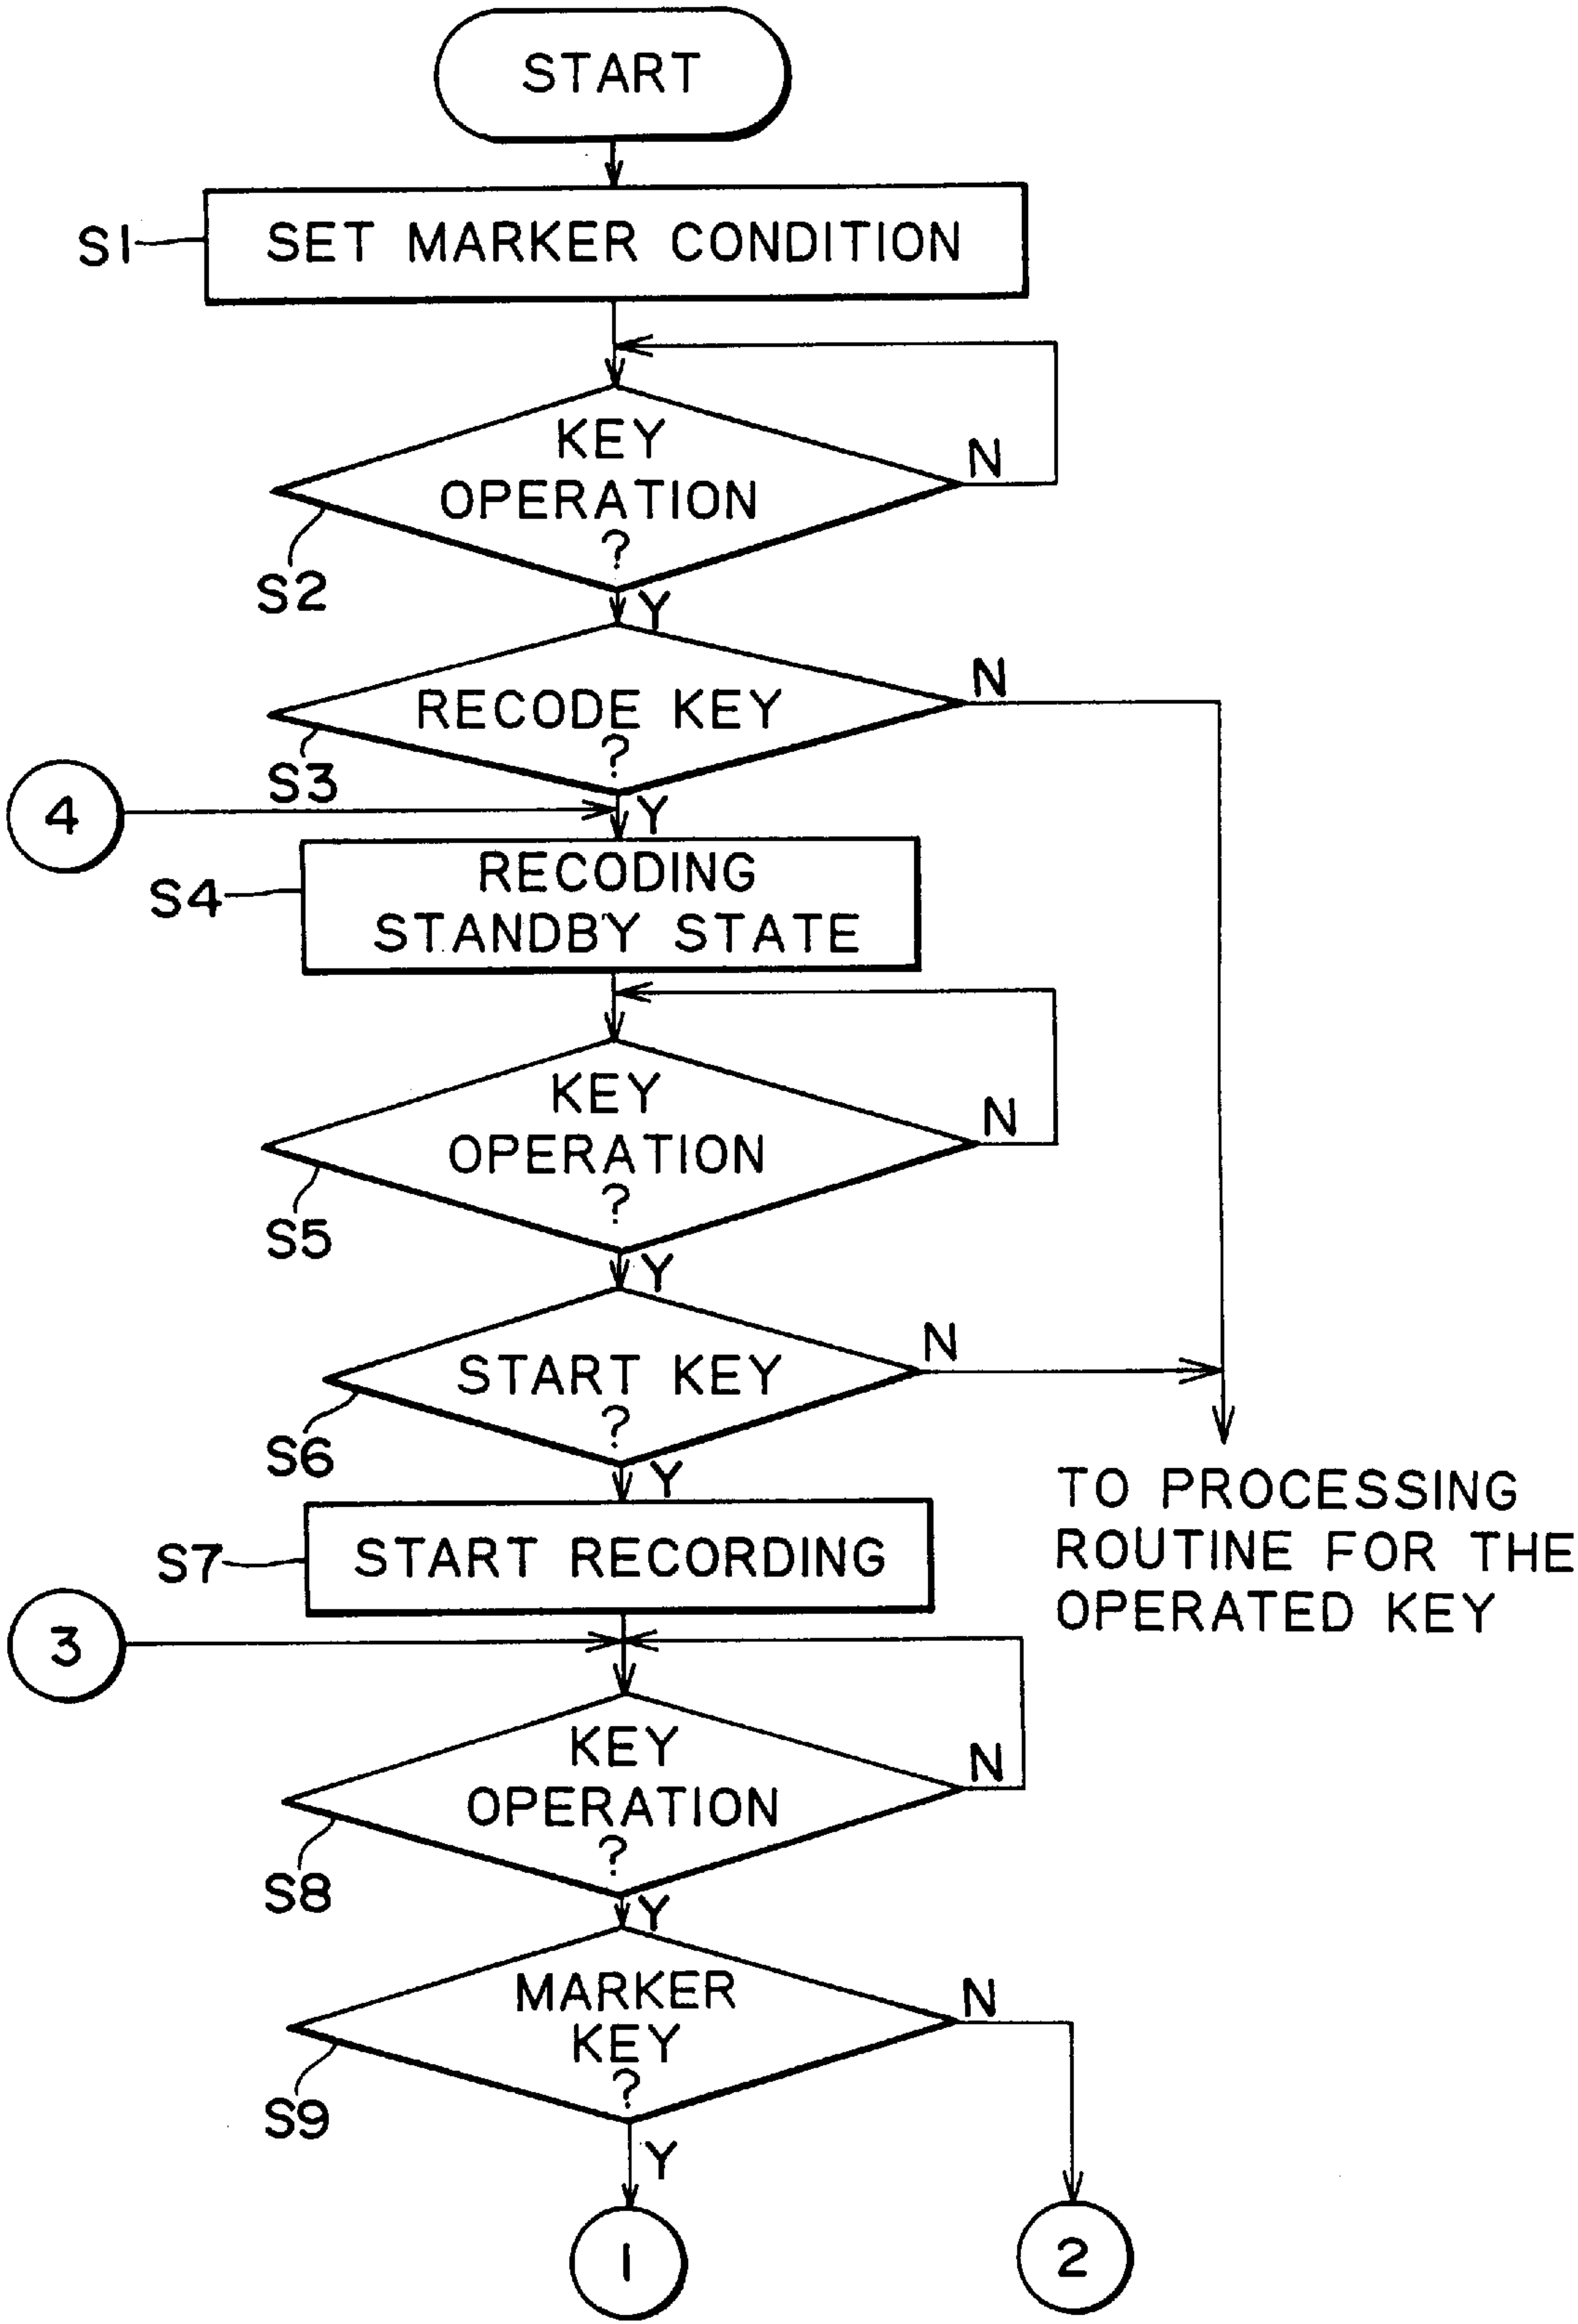 START
S1
SET MARKER CONDITION
KEY
OPERATION
?
N
S2
Y
RECODE KEY
?
N
S3
4
Y
RECODING
STANDBY STATE
S4
KEY
OPERATION
?
N
S5
Y
START KEY
?
N
S6
Y
TO PROCESSING
ROUTINE FOR THE
OPERATED KEY
START RECORDING
S7
3
KEY
OPERATION
?
N
S8
Y
MARKER
KEY
?
N
S9
Y
1
2